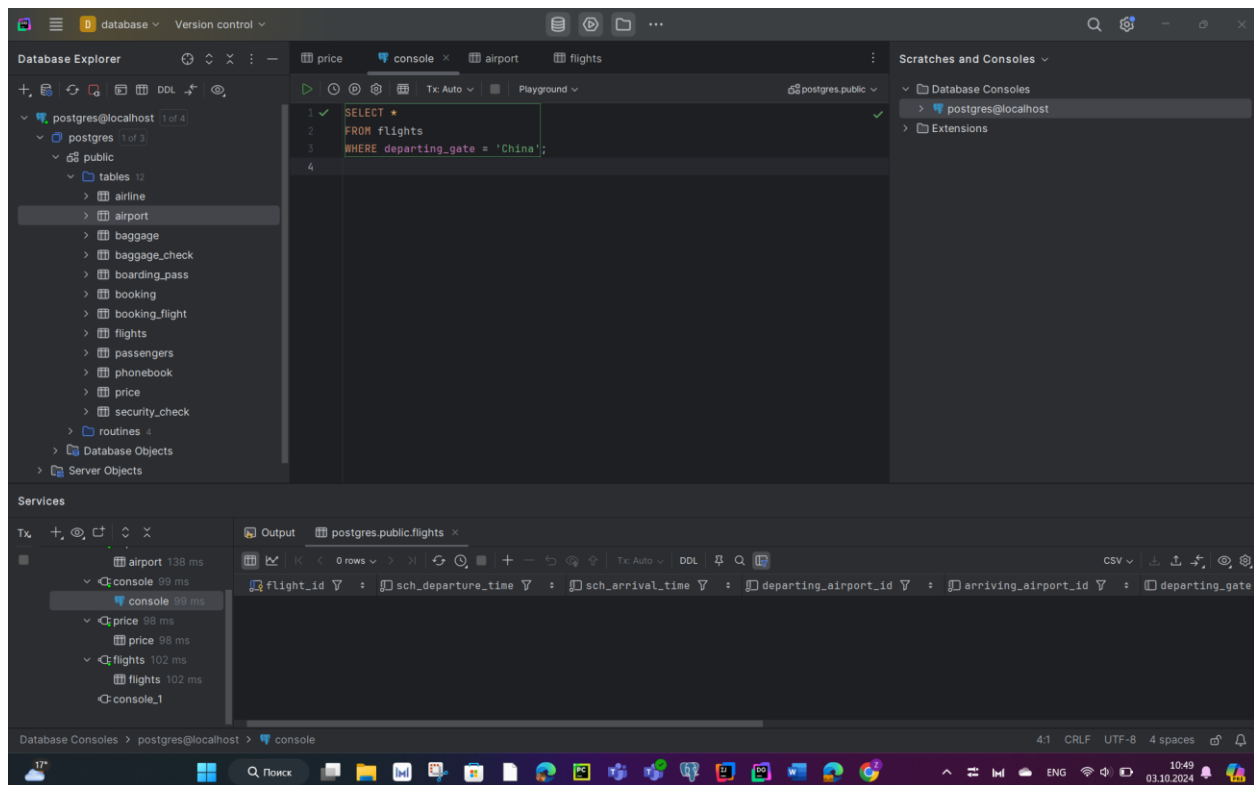 D database Version control
Database Explorer
price console airport flights
Scratches and Consoles
DDL
Tx: Auto Playground postgres.public
postgres@localhost 1 of 4
postgres 1 of 3
public
tables 12
airline
airport
baggage
baggage_check
boarding_pass
booking
booking_flight
flights
passengers
phonebook
price
security_check
routines 4
Database Objects
Server Objects
1 SELECT *
2 FROM flights
3 WHERE departing_gate = 'China';
4
Database Consoles
postgres@localhost
Extensions
Services
Tx
Output postgres.public.flights
airport 138 ms
console 99 ms
console 99 ms
price 98 ms
price 98 ms
flights 102 ms
flights 102 ms
console_1
0 rows Tx: Auto DDL CSV
flight_id sch_departure_time sch_arrival_time departing_airport_id arriving_airport_id departing_gate
Database Consoles > postgres@localhost > console
4:1 CRLF UTF-8 4 spaces
17°
Поиск
ENG
10:49
03.10.2024